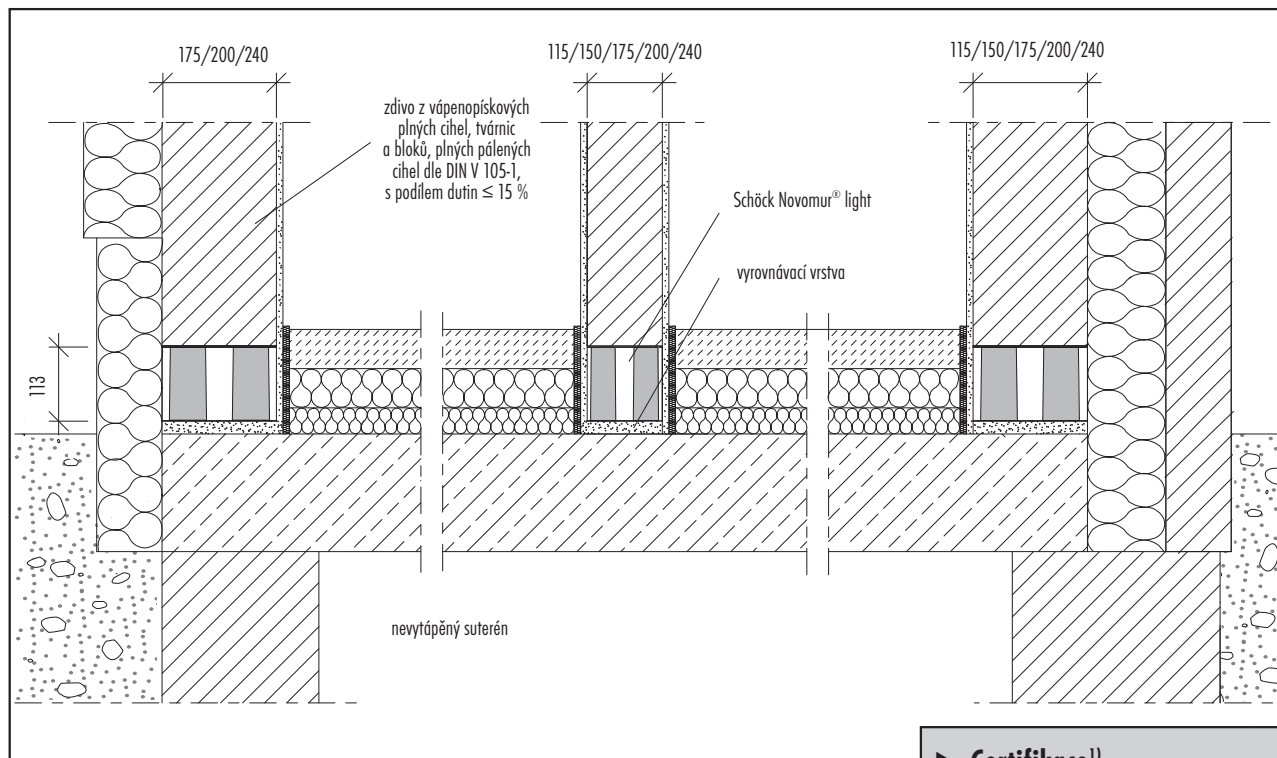 175/200/240
115/150/175/200/240
115/150/175/200/240
zdivo z vápenopískových
plných cihel, tvárnic
a bloků, plných pálených
cihel dle DIN V 105-1,
s podílem dutin ≤ 15 %
Schöck Novomur® light
vyrovnávací vrstva
113
nevytápěný suterén
► Certifikace¹⁾